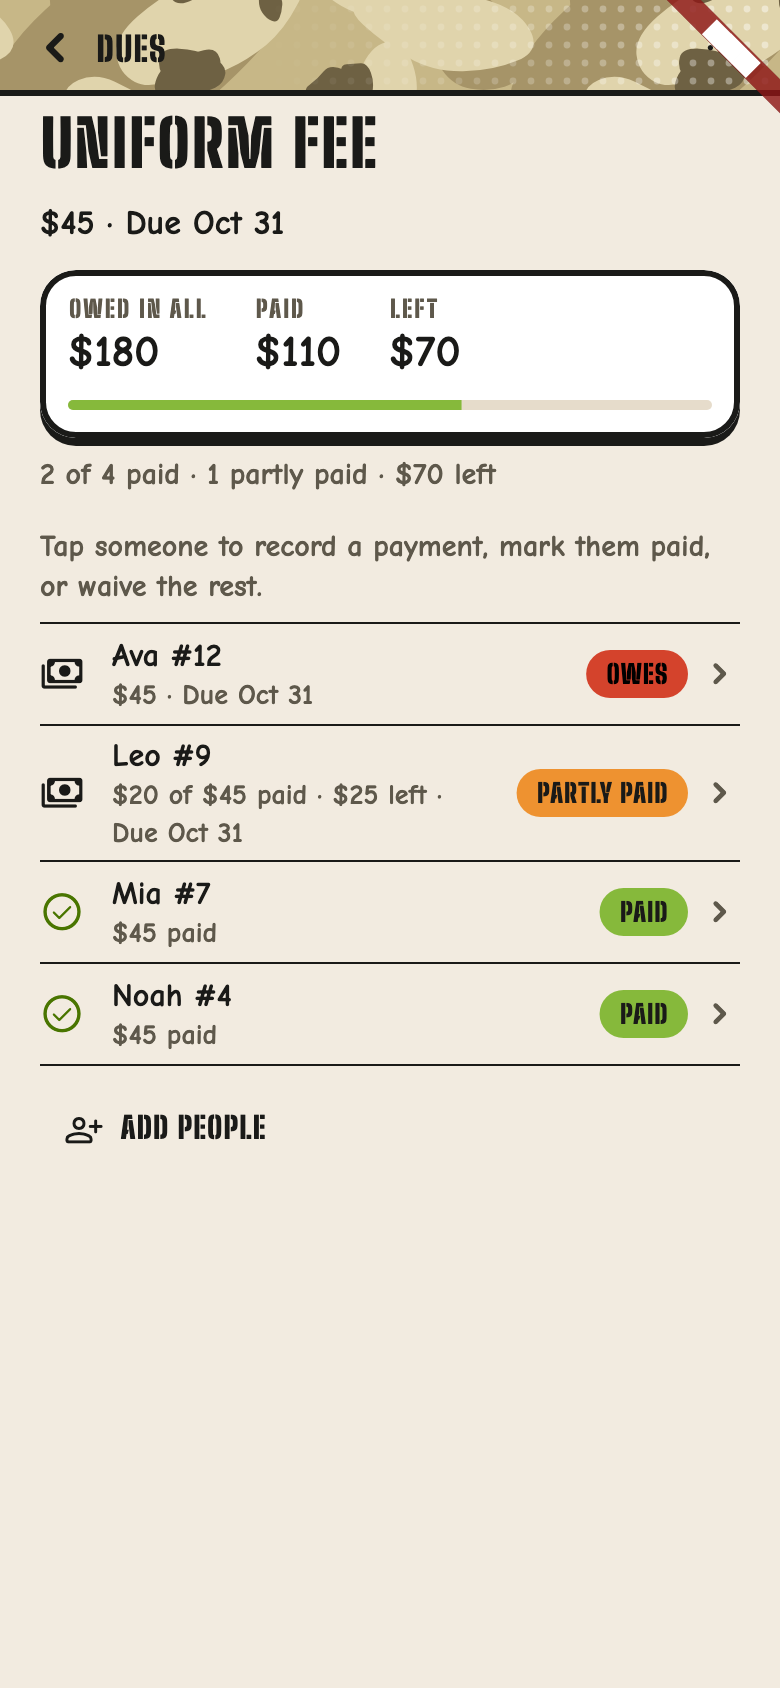 DUES
UNIFORM FEE
$45 · Due Oct 31
OWED IN ALL PAID LEFT
$180 $110 $70
2 of 4 paid · 1 partly paid · $70 left
Tap someone to record a payment, mark them paid,
or waive the rest.
Ava #12
$45 · Due Oct 31
OWES
Leo #9
$20 of $45 paid · $25 left ·
Due Oct 31
PARTLY PAID
Mia #7
$45 paid
PAID
Noah #4
$45 paid
PAID
ADD PEOPLE